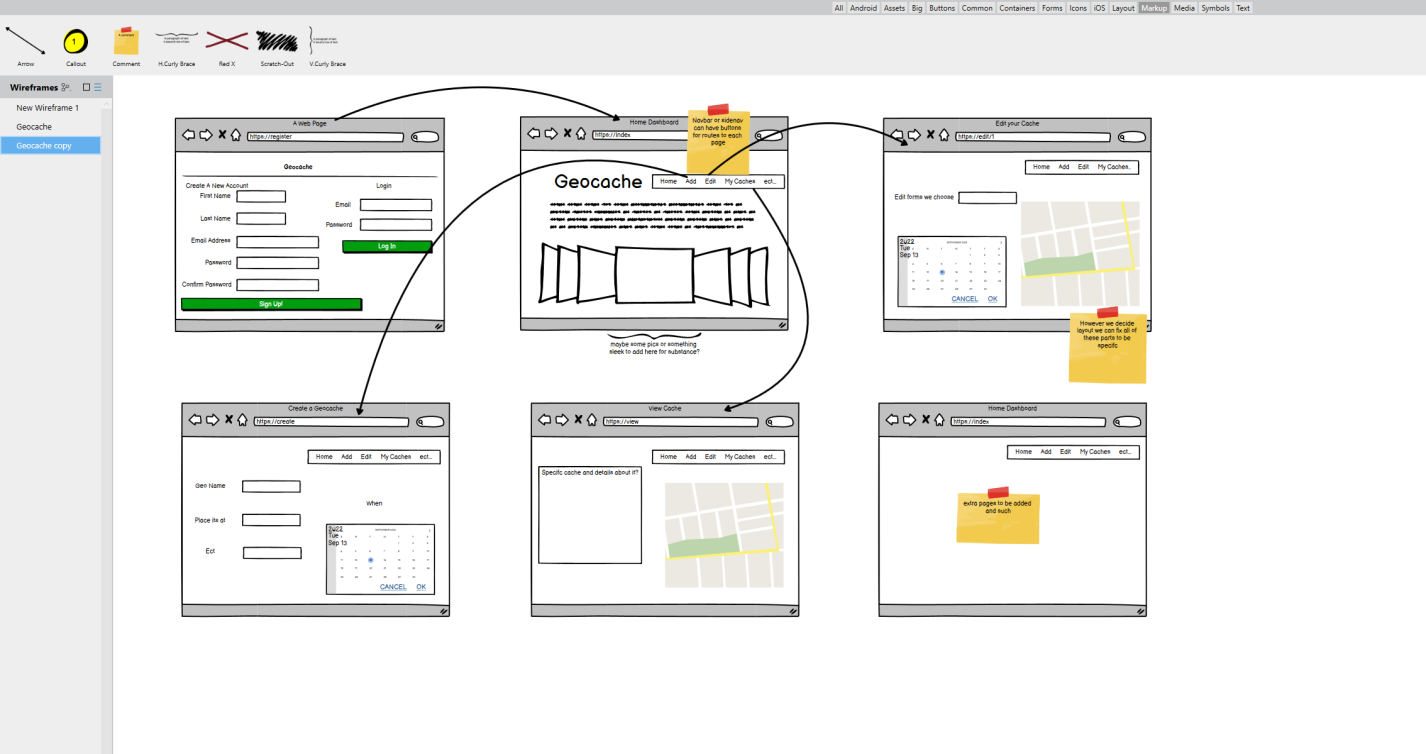 All Android Assets Big Buttons Common Containers Forms Icons iOS Layout Markup Media Symbols Text
1
A comment
Arrow Callout Comment H.Curly Brace Red X Scratch-Out V.Curly Brace
Wireframes
New Wireframe 1
Geocache
Geocache copy
A Web Page
https://register
Geocache
Create A New Account
Login
First Name
Last Name
Email Address
Password
Confirm Password
Sign Up!
Email
Password
Log In
Home Dashboard
https://index
Navbar or sidenav
can have buttons
for routes to each
page
Geocache
Home Add Edit My Caches ect..
maybe some pics or something
sleek to add here for substance?
Edit your Cache
https://edit/1
Home Add Edit My Caches..
Edit forms we choose
2022
Tue
Sep 13
CANCEL OK
However we decide
layout we can fix all of
these parts to be
specifc
Create a Geocache
https://create
Home Add Edit My Caches ect..
Geo Name
Place its at
Ect
When
2022
Tue
Sep 13
CANCEL OK
View Cache
https://view
Home Add Edit My Caches ect..
Specifc cache and details about it?
Home Dashboard
https://index
Home Add Edit My Caches ect..
extra pages to be added
and such